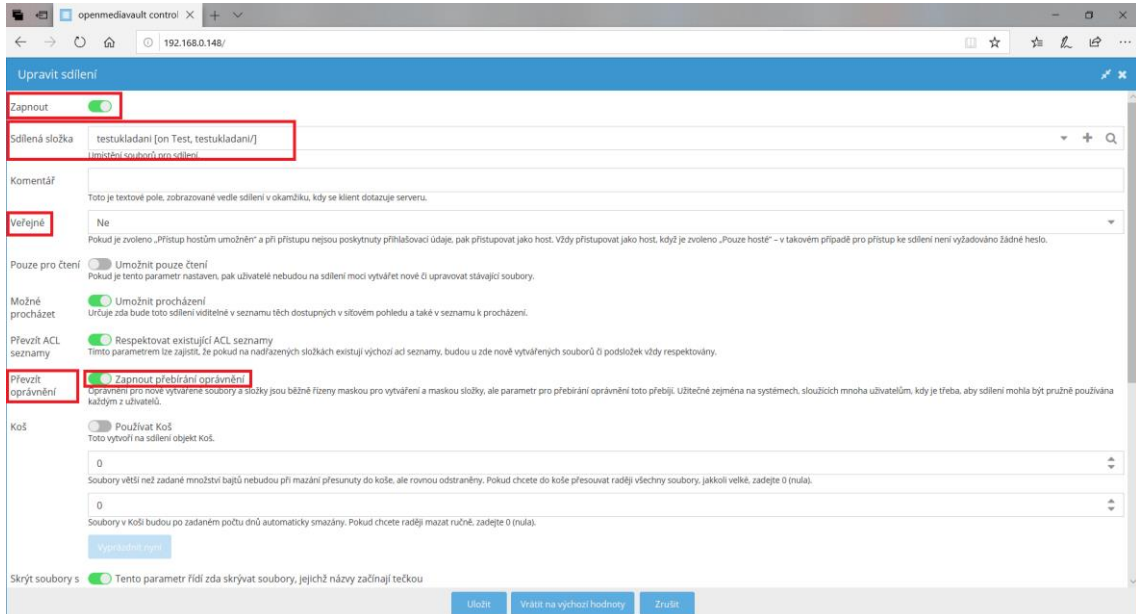 openmediavault control
192.168.0.148/
Upravit sdílení
Zapnout
Sdílená složka
testukladani [on Test, testukladani/]
Umístění souborů pro sdílení.
Komentář
Toto je textové pole, zobrazované vedle sdílení v okamžiku, kdy se klient dotazuje serveru.
Veřejné
Ne
Pokud je zvoleno „Přístup hostům umožněn“ a při přístupu nejsou poskytnuty přihlašovací údaje, pak přistupovat jako host. Vždy přistupovat jako host, když je zvoleno „Pouze hosté“ – v takovém případě pro přístup ke sdílení není vyžadováno žádné heslo.
Pouze pro čtení
Umožnit pouze čtení
Pokud je tento parametr nastaven, pak uživatelé nebudou na sdílení moci vytvářet nové či upravovat stávající soubory.
Možné
procházet
Umožnit procházení
Určuje zda bude toto sdílení viditelné v seznamu těch dostupných v síťovém pohledu a také v seznamu k procházení.
Převzít ACL
seznamy
Respektovat existující ACL seznamy
Tímto parametrem lze zajistit, že pokud na nadřazených složkách existují výchozí acl seznamy, budou u zde nově vytvářených souborů či podsložek vždy respektovány.
Převzít
oprávnění
Zapnout přebírání oprávnění
Oprávnění pro nově vytvářené soubory a složky jsou běžně řízeny maskou pro vytváření a maskou složky, ale parametr pro přebírání oprávnění toto přebíjí. Užitečné zejména na systémech, sloužících mnoha uživatelům, kdy je třeba, aby sdílení mohla být pružně používána
každým z uživatelů.
Koš
Používat Koš
Toto vytvoří na sdílení objekt Koš.
0
Soubory větší než zadané množství bajtů nebudou při mazání přesunuty do koše, ale rovnou odstraněny. Pokud chcete do koše přesouvat raději všechny soubory, jakkoli velké, zadejte 0 (nula).
0
Soubory v Koši budou po zadaném počtu dnů automaticky smazány. Pokud chcete raději mazat ručně, zadejte 0 (nula).
Vyprázdnit nyní
Skrýt soubory s
Tento parametr řídí zda skrývat soubory, jejichž názvy začínají tečkou
Uložit
Vrátit na výchozí hodnoty
Zrušit